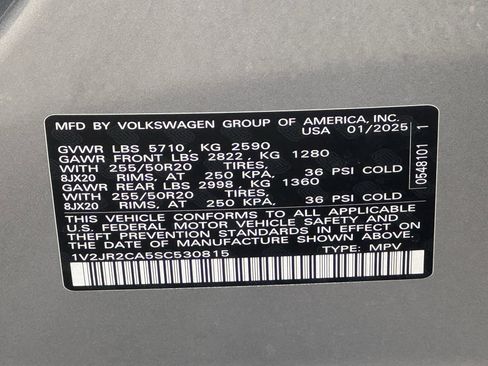 MFD BY VOLKSWAGEN GROUP OF AMERICA, INC.
USA 01/2025
GVWR LBS 5710, KG 2590
GAWR FRONT LBS 2822, KG 1280
WITH 255/50R20 TIRES,
8JX20 RIMS, AT 250 KPA, 36 PSI COLD
GAWR REAR LBS 2998, KG 1360
WITH 255/50R20 TIRES,
8JX20 RIMS, AT 250 KPA, 36 PSI COLD
THIS VEHICLE CONFORMS TO ALL APPLICABLE
U.S. FEDERAL MOTOR VEHICLE SAFETY AND THEFT
PREVENTION STANDARDS IN EFFECT ON
THE DATE OF MANUFACTURE SHOWN ABOVE.
1V2JR2CA5SC530815 TYPE: MPV
10548101 1